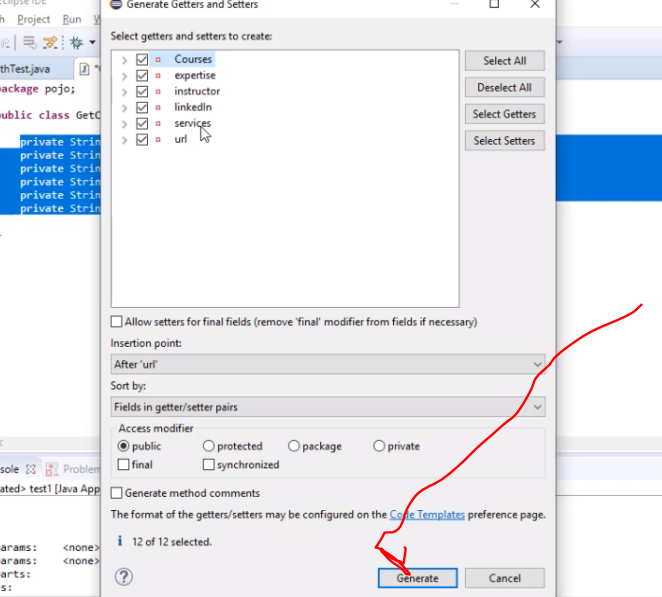 Eclipse IDE
Generate Getters and Setters
h Project Run
Select getters and setters to create:
thTest.java
Courses
expertise
instructor
linkedIn
services
url
Select All
Deselect All
Select Getters
Select Setters
package pojo;
public class GetC
private Strin
private Strin
private Strin
private Strin
private Strin
private Strin
Allow setters for final fields (remove 'final' modifier from fields if necessary)
Insertion point:
After 'url'
Sort by:
Fields in getter/setter pairs
Access modifier
public protected package private
final synchronized
sole Problem
ated> test1 [Java App
Generate method comments
The format of the getters/setters may be configured on the Code Templates preference page.
i 12 of 12 selected.
arams: <none>
arams: <none>
arts:
s:
? Generate Cancel